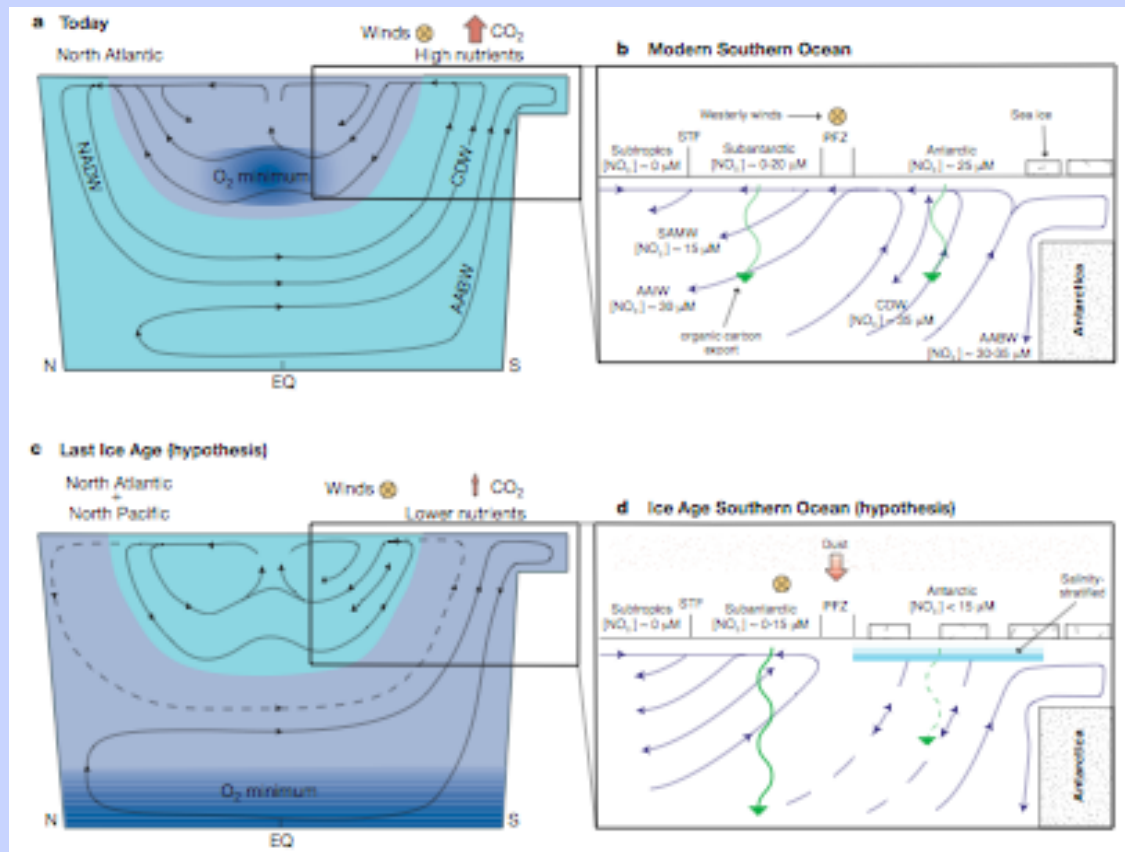 a Today
Winds CO2
North Atlantic High nutrients
NADW
O2 minimum
CDW
AABW
N S
EQ
b Modern Southern Ocean
Westerly winds Sea ice
STF PFZ
Subtropics Subantarctic Antarctic
[NO3] ~0 µM [NO3] ~0-20 µM [NO3] ~ 25 µM
SAMW
[NO3] ~ 15 µM
AAIW
[NO3] ~ 30 µM
CDW
[NO3] ~35 µM
organic carbon
export
AABW
[NO3] ~ 30-35 µM
Antarctica
c Last Ice Age (hypothesis)
North Atlantic
+
North Pacific
Winds CO2
Lower nutrients
O2 minimum
N S
EQ
d Ice Age Southern Ocean (hypothesis)
Dust
Salinity-
stratified
STF PFZ
Subtropics Subantarctic Antarctic
[NO3] ~0 µM [NO3] ~0-15 µM [NO3] < 15 µM
Antarctica